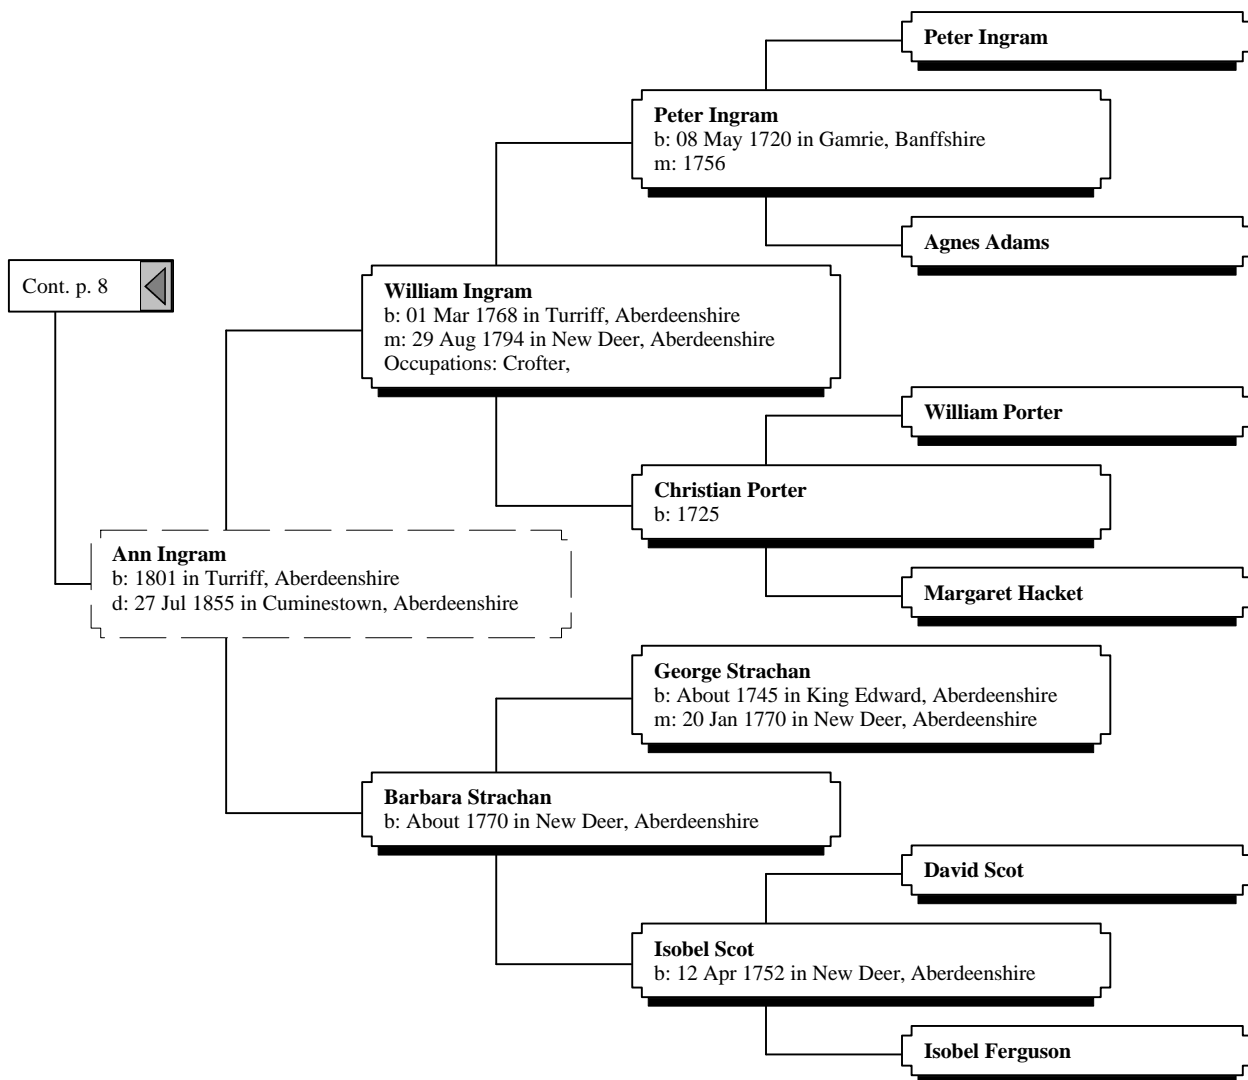 Peter Ingram
Peter Ingram
b: 08 May 1720 in Gamrie, Banffshire
m: 1756
Agnes Adams
Cont. p. 8
William Ingram
b: 01 Mar 1768 in Turriff, Aberdeenshire
m: 29 Aug 1794 in New Deer, Aberdeenshire
Occupations: Crofter,
William Porter
Christian Porter
b: 1725
Margaret Hacket
Ann Ingram
b: 1801 in Turriff, Aberdeenshire
d: 27 Jul 1855 in Cuminestown, Aberdeenshire
George Strachan
b: About 1745 in King Edward, Aberdeenshire
m: 20 Jan 1770 in New Deer, Aberdeenshire
Barbara Strachan
b: About 1770 in New Deer, Aberdeenshire
David Scot
Isobel Scot
b: 12 Apr 1752 in New Deer, Aberdeenshire
Isobel Ferguson